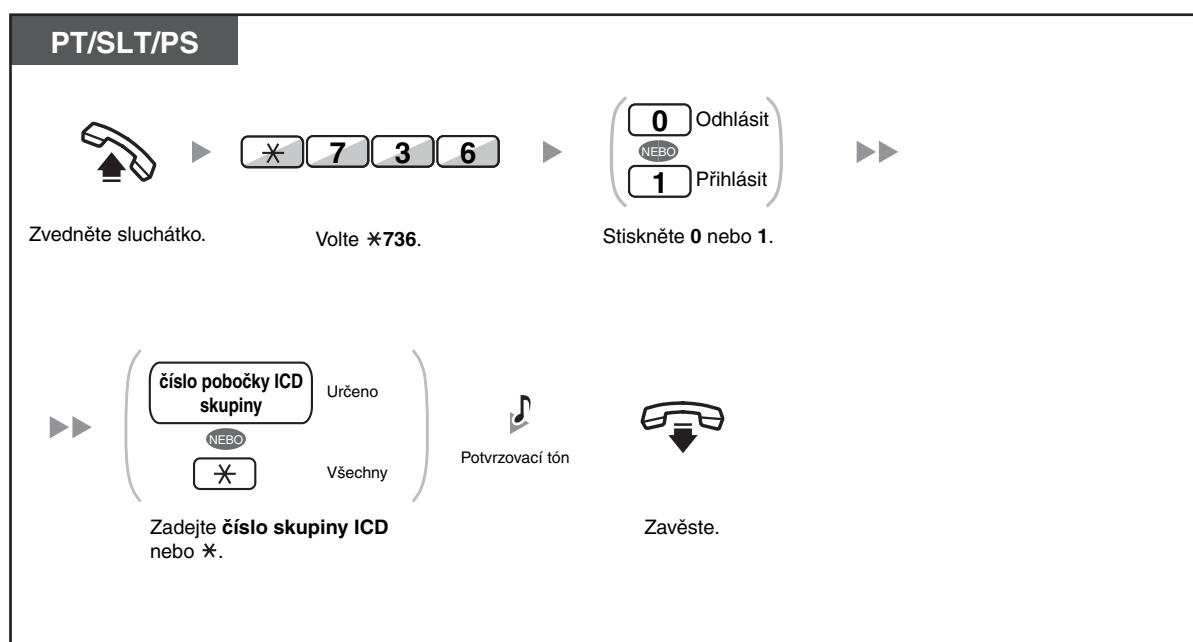 PT/SLT/PS
✳ 7 3 6
0 Odhlásit
NEBO
1 Přihlásit
Zvedněte sluchátko.
Volte ✳736.
Stiskněte 0 nebo 1.
číslo pobočky ICD
skupiny
Určeno
NEBO
✳ Všechny
Potvrzovací tón
Zadejte číslo skupiny ICD
nebo ✳.
Zavěste.